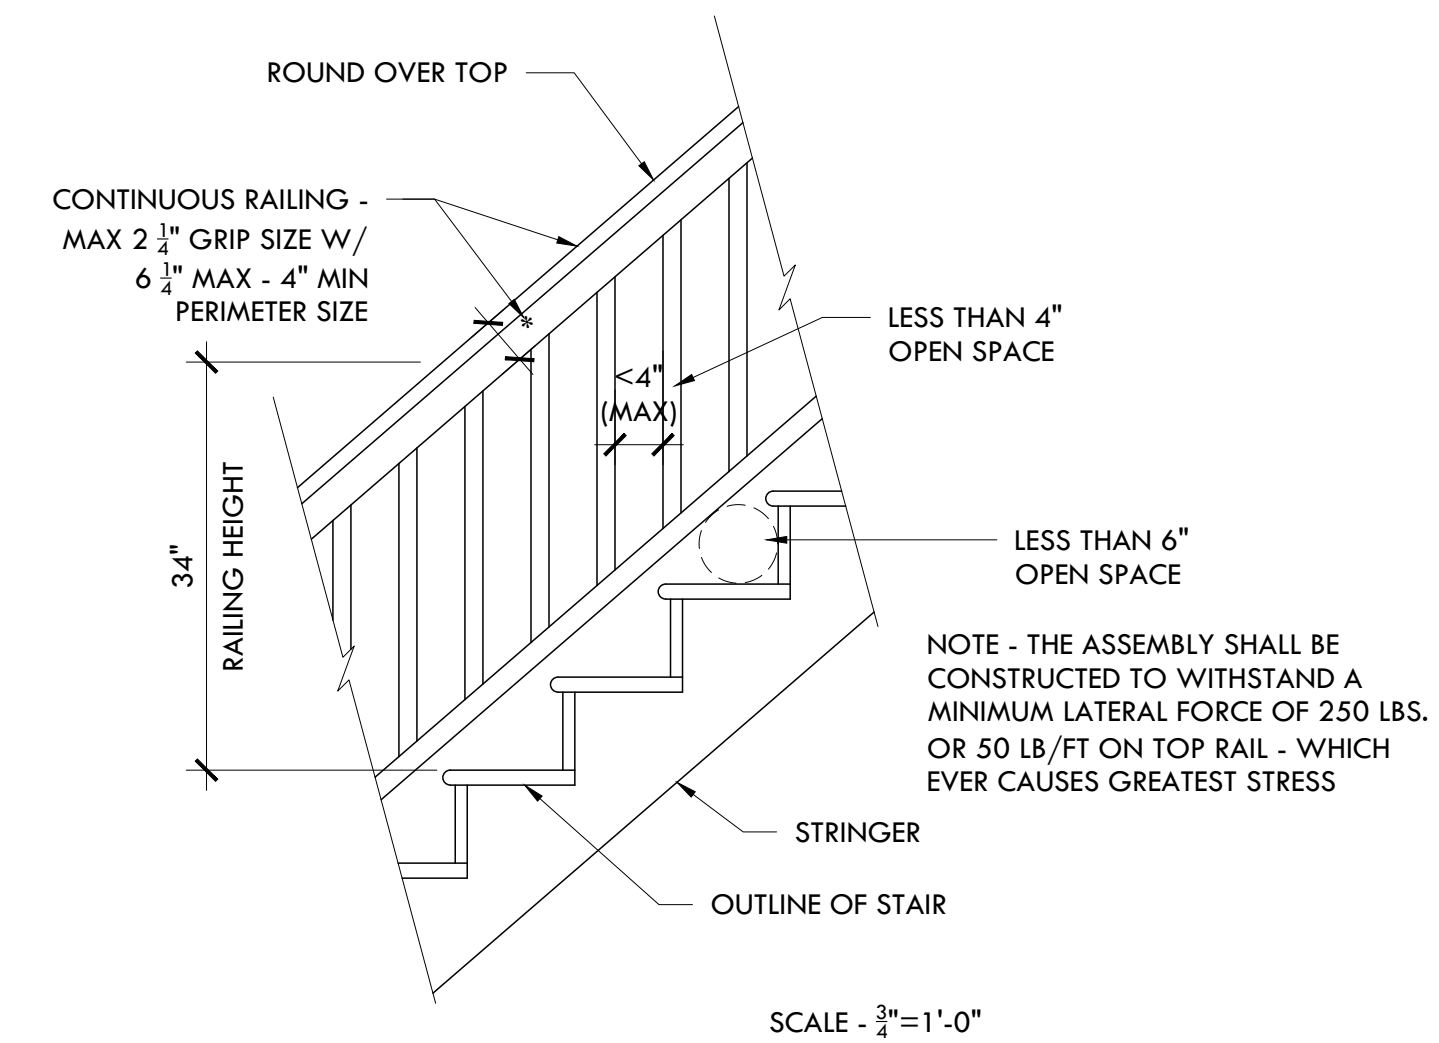 ROUND OVER TOP
CONTINUOUS RAILING -
MAX 2 1/4" GRIP SIZE W/
6 1/4" MAX - 4" MIN
PERIMETER SIZE
*
LESS THAN 4"
OPEN SPACE
<4"
(MAX)
34"
RAILING HEIGHT
LESS THAN 6"
OPEN SPACE
NOTE - THE ASSEMBLY SHALL BE
CONSTRUCTED TO WITHSTAND A
MINIMUM LATERAL FORCE OF 250 LBS.
OR 50 LB/FT ON TOP RAIL - WHICH
EVER CAUSES GREATEST STRESS
STRINGER
OUTLINE OF STAIR
SCALE - 3/4"=1'-0"